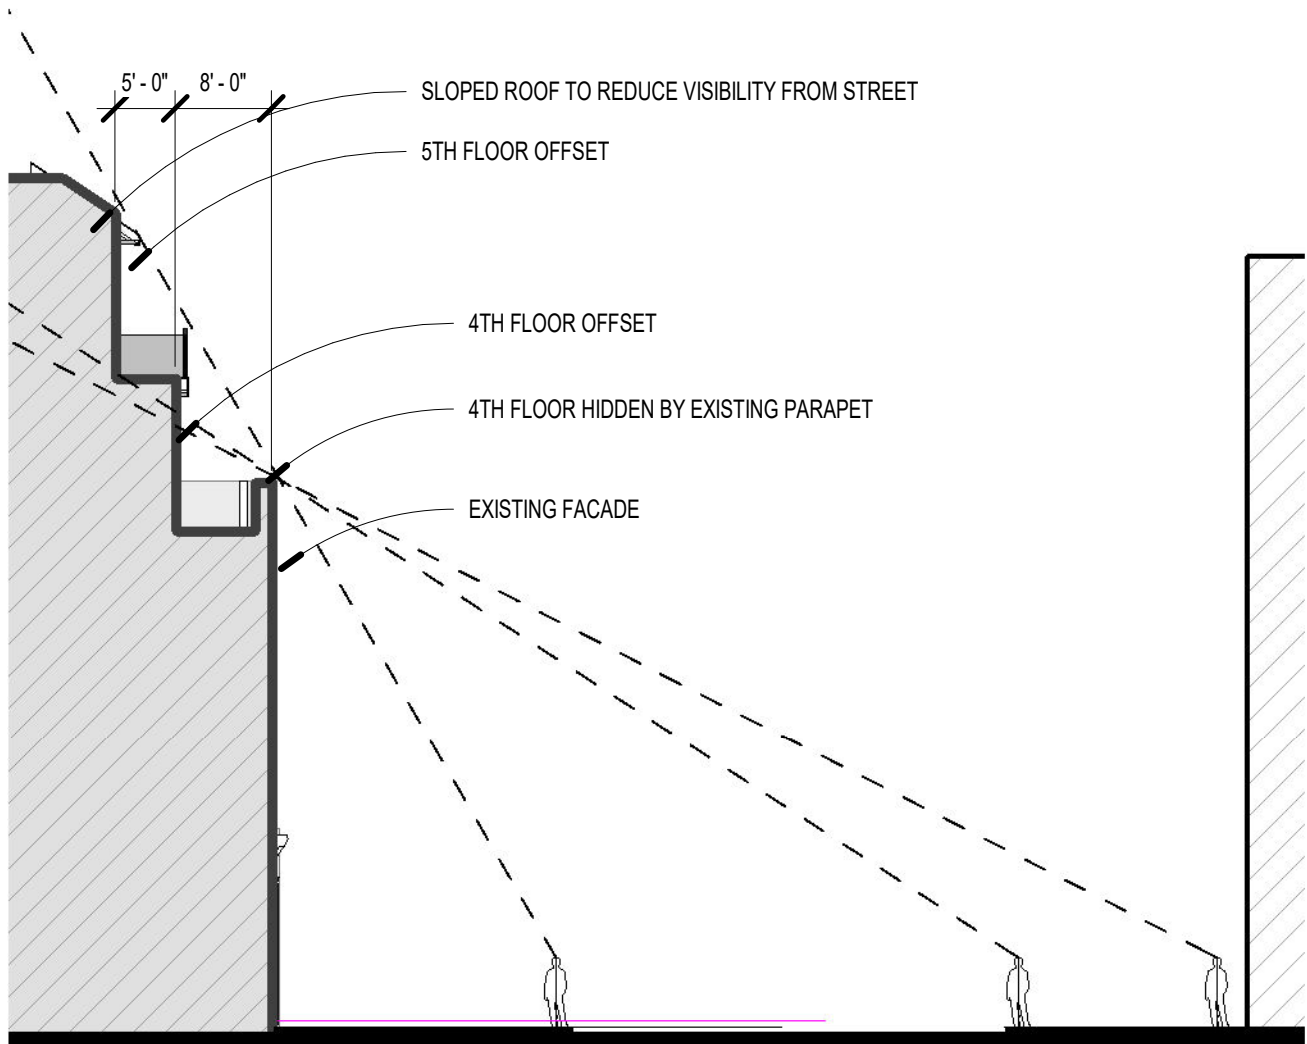 5' - 0" 8' - 0"
SLOPED ROOF TO REDUCE VISIBILITY FROM STREET
5TH FLOOR OFFSET
4TH FLOOR OFFSET
4TH FLOOR HIDDEN BY EXISTING PARAPET
EXISTING FACADE